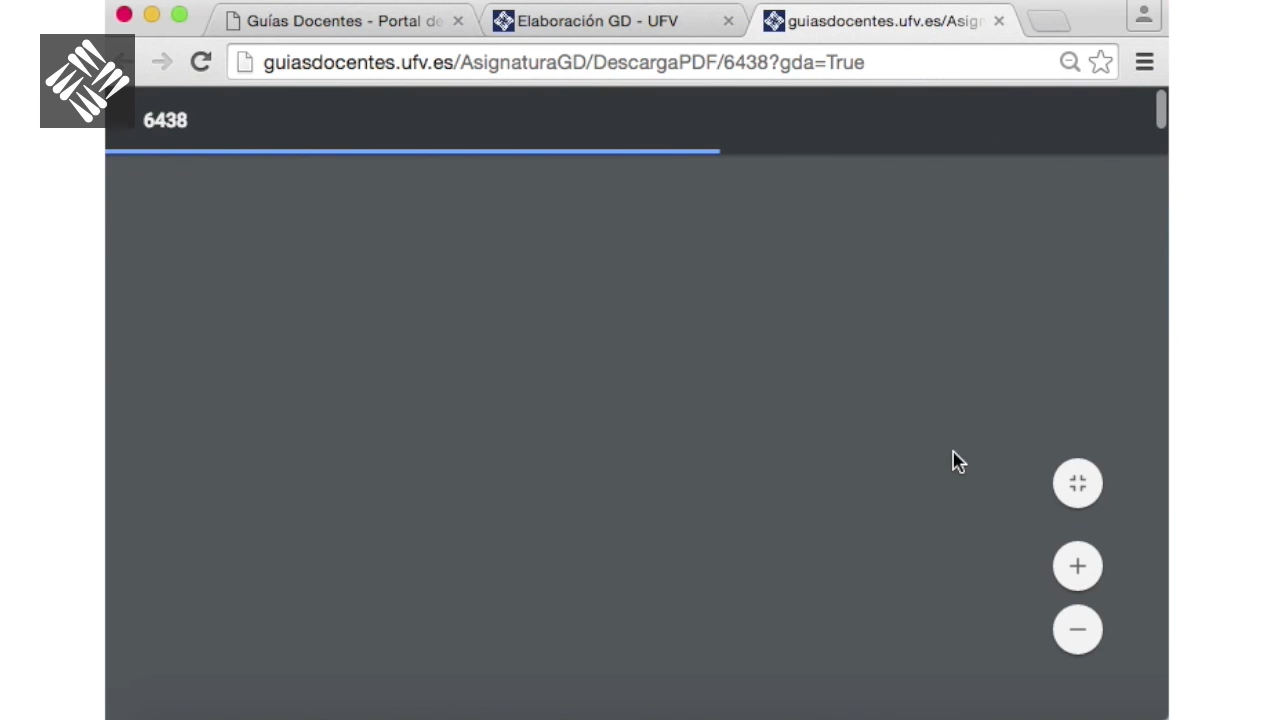 Guías Docentes - Portal de
Elaboración GD - UFV
guiasdocentes.ufv.es/Asign
guiasdocentes.ufv.es/AsignaturaGD/DescargaPDF/6438?gda=True
6438